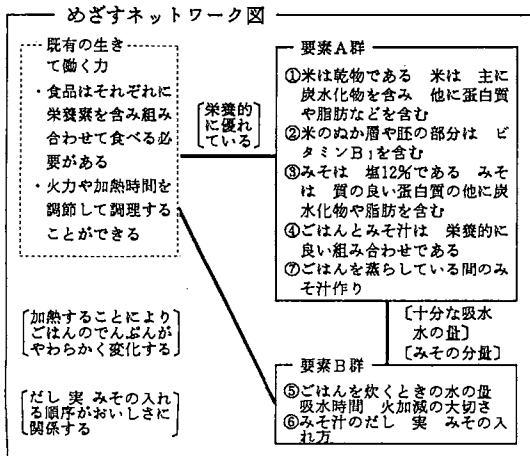 めざすネットワーク図
既有の生き
て働く力
・食品はそれぞれに
栄養素を含み組み
合わせて食べる必
要がある
・火力や加熱時間を
調節して調理する
ことができる
〔栄養的
に優れ
ている〕
要素A群
①米は乾物である 米は 主に
炭水化物を含み 他に蛋白質
や脂肪などを含む
②米のぬか層や胚の部分は ビ
タミンB₁を含む
③みそは 塩12%である みそ
は 質の良い蛋白質の他に炭
水化物や脂肪を含む
④ごはんとみそ汁は 栄養的に
良い組み合わせである
⑦ごはんを蒸らしている間のみ
そ汁作り
〔加熱することにより
ごはんのでんぷんが
やわらかく変化する〕
〔十分な吸水
水の量〕
〔みその分量〕
〔だし 実 みその入れ
る順序がおいしさに
関係する〕
要素B群
⑤ごはんを炊くときの水の量
吸水時間 火加減の大切さ
⑥みそ汁のだし 実 みその入
れ方